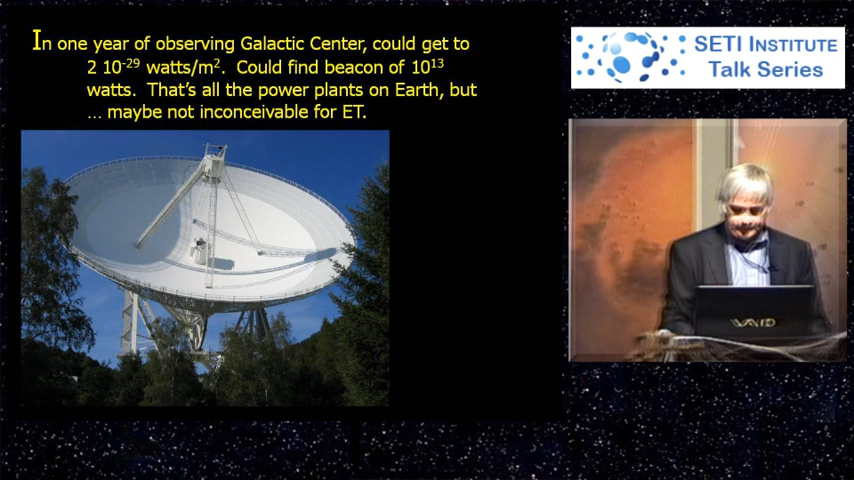 In one year of observing Galactic Center, could get to
2 10⁻²⁹ watts/m². Could find beacon of 10¹³
watts. That's all the power plants on Earth, but
… maybe not inconceivable for ET.
SETI INSTITUTE
Talk Series
VAIO